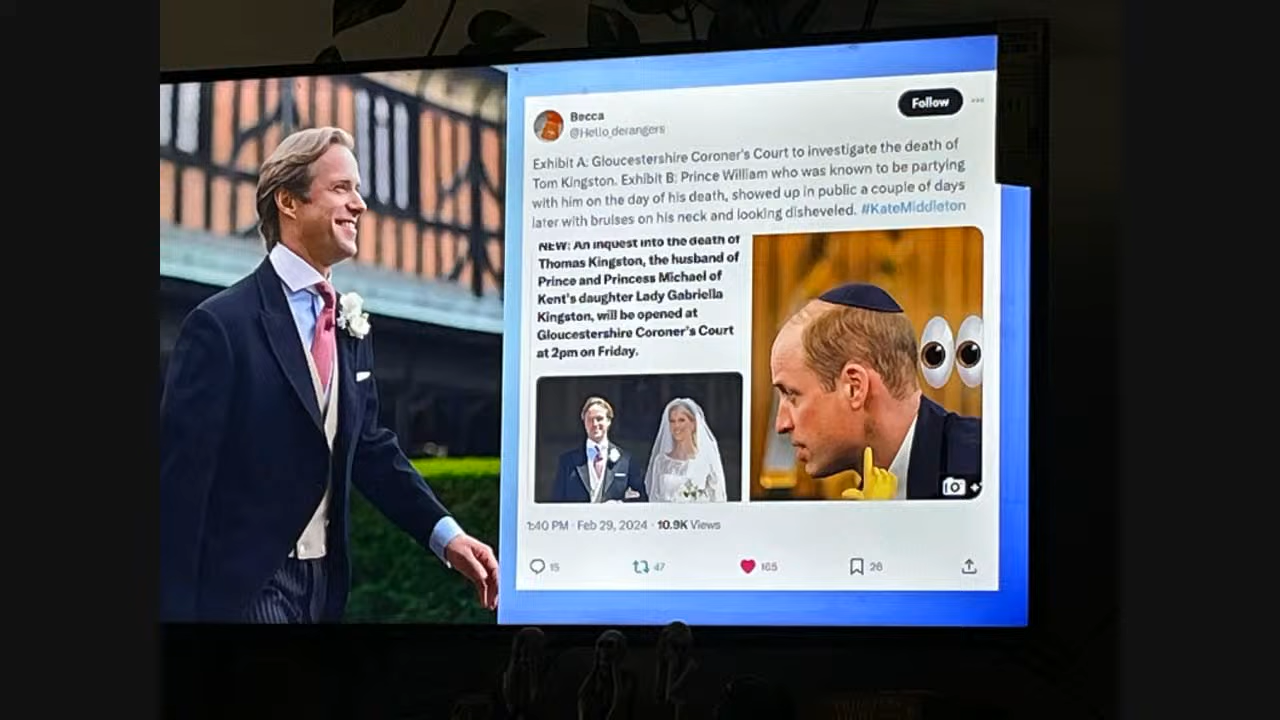 Becca
@Hello_derangers
Follow
Exhibit A: Gloucestershire Coroner's Court to investigate the death of
Tom Kingston. Exhibit B: Prince William who was known to be partying
with him on the day of his death, showed up in public a couple of days
later with bruises on his neck and looking disheveled. #KateMiddleton
NEW: An inquest into the death of
Thomas Kingston, the husband of
Prince and Princess Michael of
Kent's daughter Lady Gabriella
Kingston, will be opened at
Gloucestershire Coroner's Court
at 2pm on Friday.
1:40 PM · Feb 29, 2024 · 10.9K Views
15
47
165
26